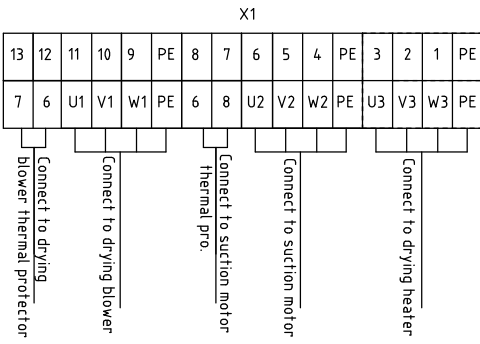 X1
13 12 11 10 9 PE 8 7 6 5 4 PE 3 2 1 PE
7 6 U1 V1 W1 PE 6 8 U2 V2 W2 PE U3 V3 W3 PE
Connect to drying
blower thermal protector
Connect to drying blower
Connect to suction motor
thermal pro.
Connect to suction motor
Connect to drying heater